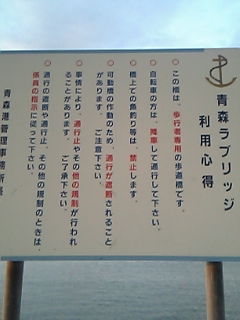 青森ラブリッジ
利用心得
○この橋は、歩行者専用の歩道橋です。
○自転車の方は、降車して通行して下さい。
○橋上での魚釣り等は、禁止します。
○可動橋の作動のため、通行が遮断されること
があります。ご注意下さい。
○事情により、通行止やその他の規制が行われ
ることがあります。ご了承下さい。
○通行の遮断や通行止、その他の規制のときは、
係員の指示に従って下さい。
青森港管理事務所長